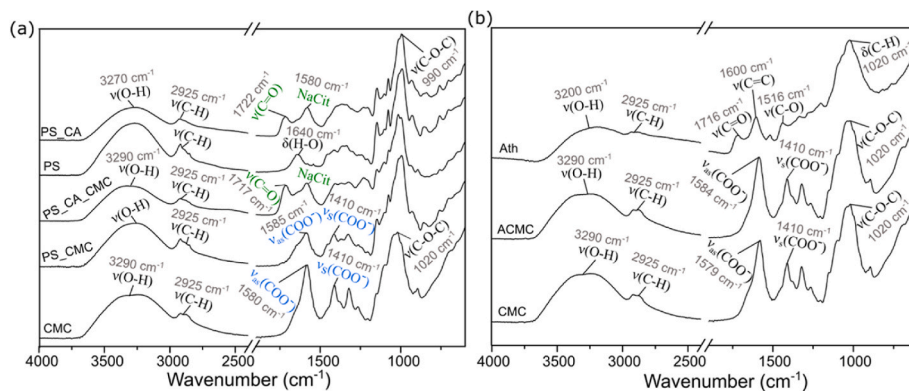 (a)
3270 cm⁻¹
ν(O-H)
2925 cm⁻¹
ν(C-H)
1722 cm⁻¹
ν(C=O)
1580 cm⁻¹
NaCit
ν(C-O-C)
990 cm⁻¹
PS_CA
ν(C-H)
1640 cm⁻¹
δ(H-O)
PS
3290 cm⁻¹
ν(O-H)
2925 cm⁻¹
ν(C-H)
ν(C=O)
1717 cm⁻¹
NaCit
PS_CA_CMC
ν(O-H)
2925 cm⁻¹
ν(C-H)
1585 cm⁻¹
νas(COO⁻)
1410 cm⁻¹
νs(COO⁻)
ν(C-O-C)
1020 cm⁻¹
PS_CMC
3290 cm⁻¹
ν(O-H)
2925 cm⁻¹
ν(C-H)
νas(COO⁻)
1580 cm⁻¹
1410 cm⁻¹
νs(COO⁻)
CMC
4000 3500 3000 2500 1500 1000
Wavenumber (cm⁻¹)
(b)
3200 cm⁻¹
ν(O-H)
2925 cm⁻¹
ν(C-H)
1716 cm⁻¹
ν(C=O)
1600 cm⁻¹
ν(C=C)
1516 cm⁻¹
ν(C-O)
δ(C-H)
1020 cm⁻¹
Ath
3290 cm⁻¹
ν(O-H)
2925 cm⁻¹
ν(C-H)
νas(COO⁻)
1584 cm⁻¹
1410 cm⁻¹
νs(COO⁻)
ν(C-O-C)
1020 cm⁻¹
ACMC
3290 cm⁻¹
ν(O-H)
2925 cm⁻¹
ν(C-H)
νas(COO⁻)
1579 cm⁻¹
1410 cm⁻¹
νs(COO⁻)
ν(C-O-C)
1020 cm⁻¹
CMC
4000 3500 3000 2500 1500 1000
Wavenumber (cm⁻¹)